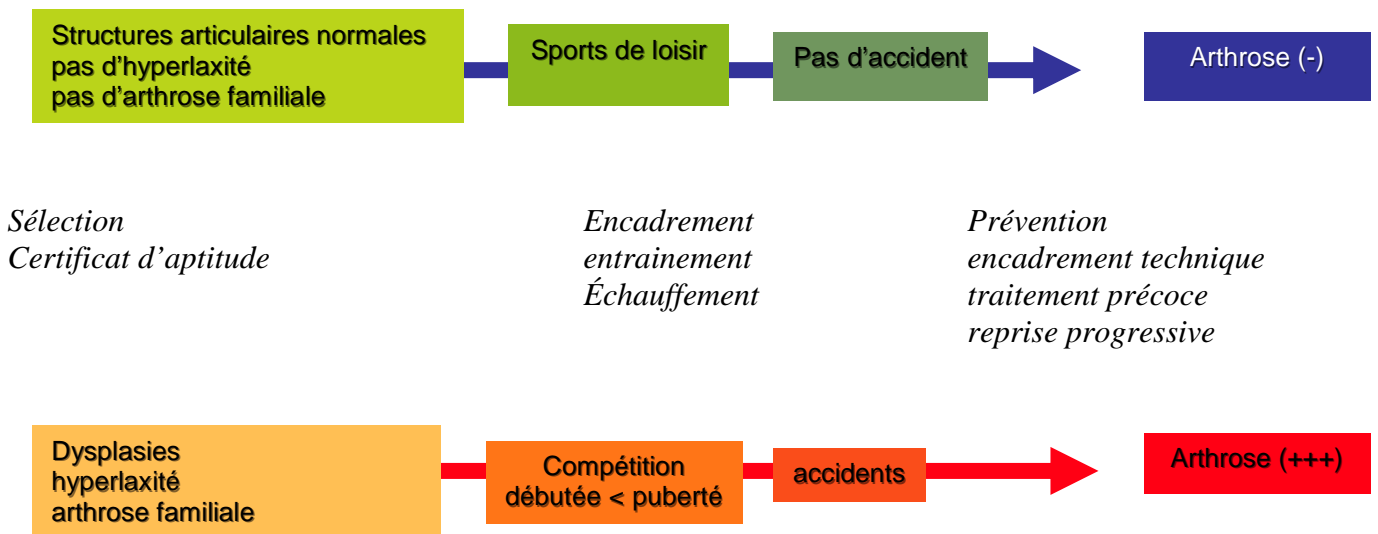 Structures articulaires normales
pas d'hyperlaxité
pas d'arthrose familiale
Sports de loisir
Pas d'accident
Arthrose (-)
Sélection
Certificat d'aptitude
Encadrement
entrainement
Échauffement
Prévention
encadrement technique
traitement précoce
reprise progressive
Dysplasies
hyperlaxité
arthrose familiale
Compétition
débutée < puberté
accidents
Arthrose (+++)